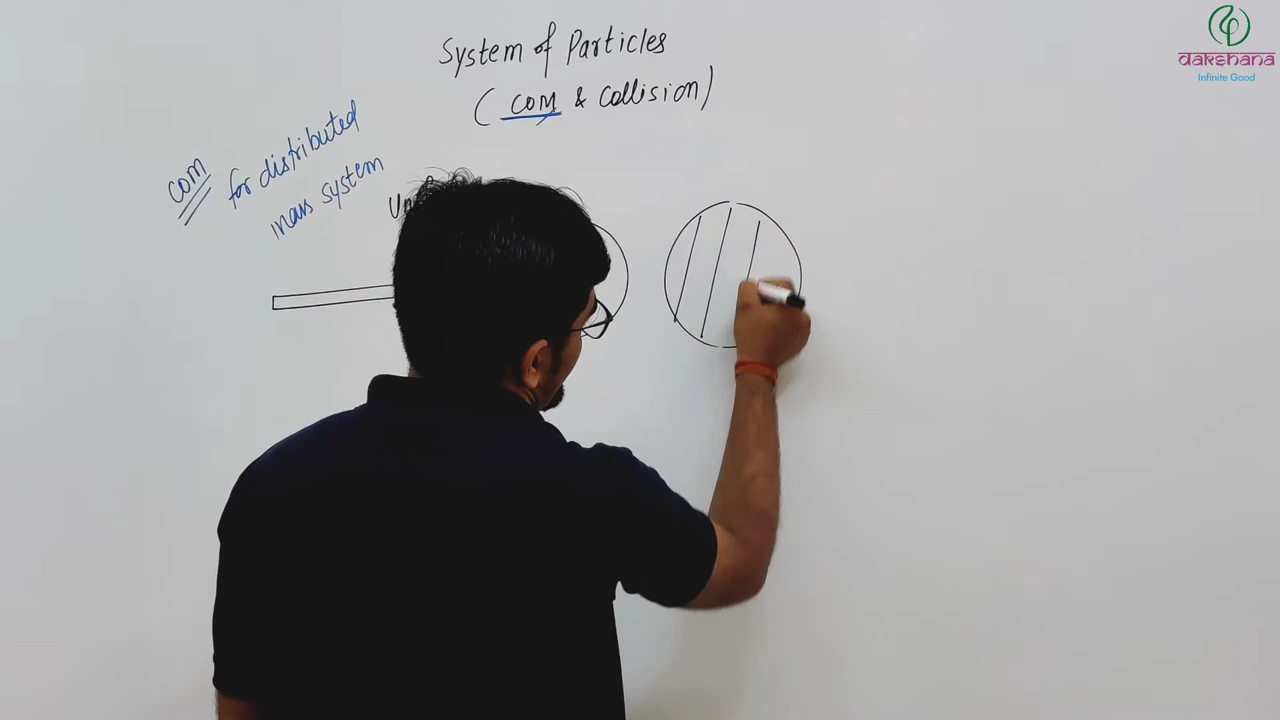 System of Particles
(COM & Collision)
com for distributed
mass system
dakshana
Infinite Good